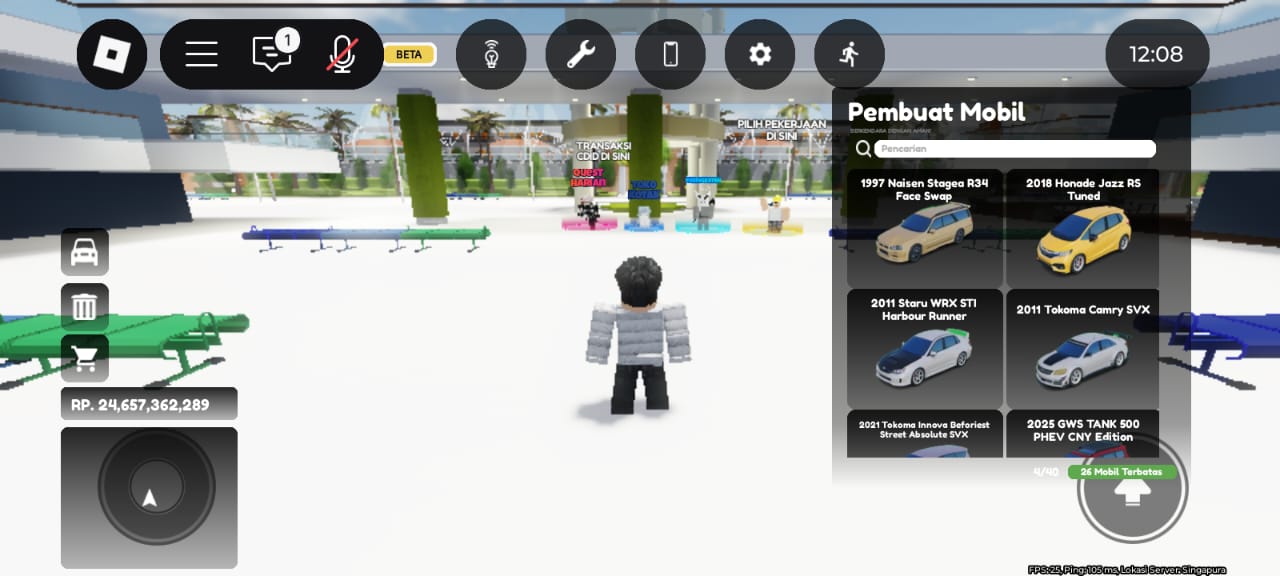 1
BETA
12:08
Pembuat Mobil
BERKENDARA DENGAN AMAN!
Pencarian
PILIH PEKERJAAN
DI SINI
TRANSAKSI
CDID DI SINI
QUEST
HARIAN
TOKO
1997 Naisen Stagea R34
Face Swap
2018 Honade Jazz RS
Tuned
2011 Staru WRX STI
Harbour Runner
2011 Tokoma Camry SVX
2021 Tokoma Innova Beforiest
Street Absolute SVX
2025 GWS TANK 500
PHEV CNY Edition
4/40
26 Mobil Terbatas
RP. 24,657,362,289
FPS: 25, Ping: 105 ms, Lokasi Server: Singapura